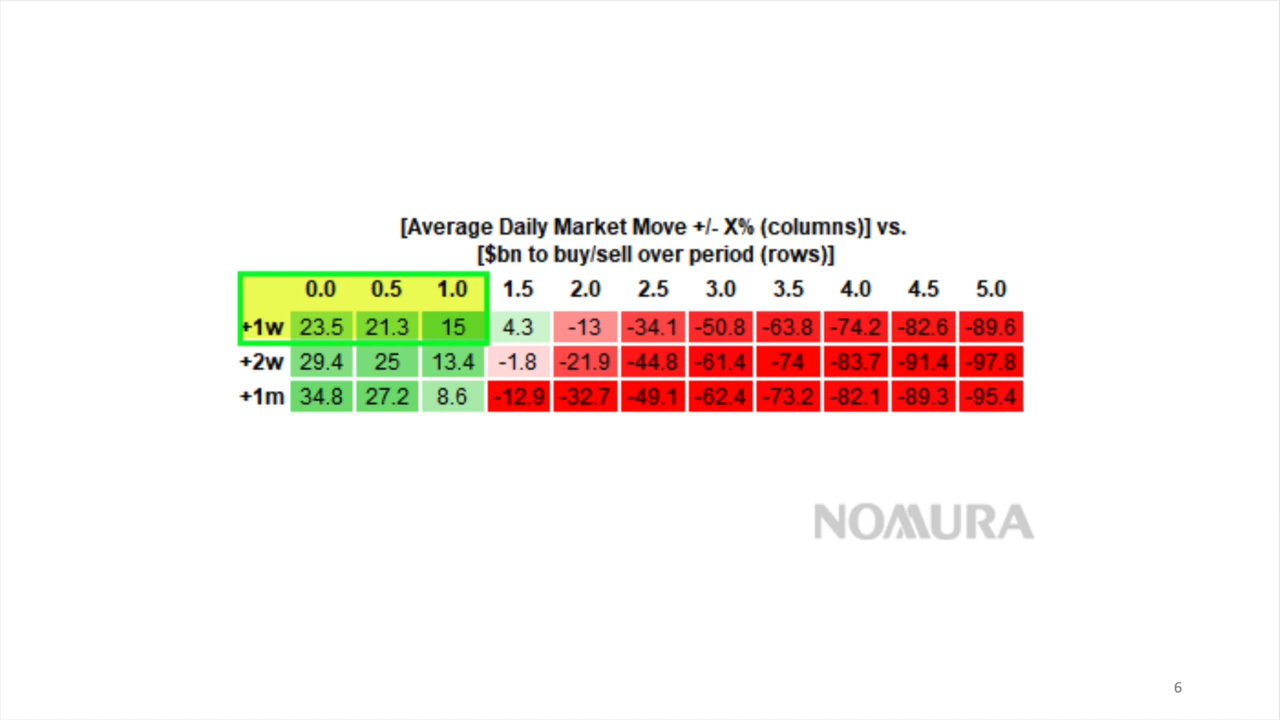 [Average Daily Market Move +/- X% (columns)] vs.
[$bn to buy/sell over period (rows)]
0.0 0.5 1.0 1.5 2.0 2.5 3.0 3.5 4.0 4.5 5.0
+1w 23.5 21.3 15 4.3 -13 -34.1 -50.8 -63.8 -74.2 -82.6 -89.6
+2w 29.4 25 13.4 -1.8 -21.9 -44.8 -61.4 -74 -83.7 -91.4 -97.8
+1m 34.8 27.2 8.6 -12.9 -32.7 -49.1 -62.4 -73.2 -82.1 -89.3 -95.4
NOMURA
6